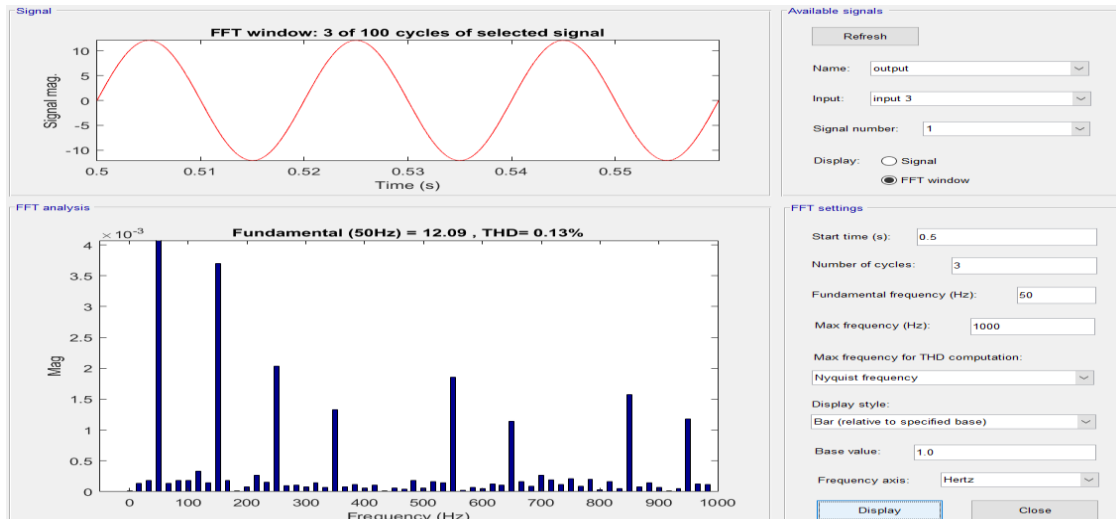 Signal
FFT window: 3 of 100 cycles of selected signal
Signal mag.
10
5
0
-5
-10
0.5
0.51
0.52
0.53
0.54
0.55
Time (s)
FFT analysis
× 10⁻³
Fundamental (50Hz) = 12.09 , THD= 0.13%
Mag
4
3.5
3
2.5
2
1.5
1
0.5
0
0
100
200
300
400
500
600
700
800
900
1000
Frequency (Hz)
Available signals
Refresh
Name: output
Input: input 3
Signal number: 1
Display: Signal
FFT window
FFT settings
Start time (s): 0.5
Number of cycles: 3
Fundamental frequency (Hz): 50
Max frequency (Hz): 1000
Max frequency for THD computation:
Nyquist frequency
Display style:
Bar (relative to specified base)
Base value: 1.0
Frequency axis: Hertz
Display
Close